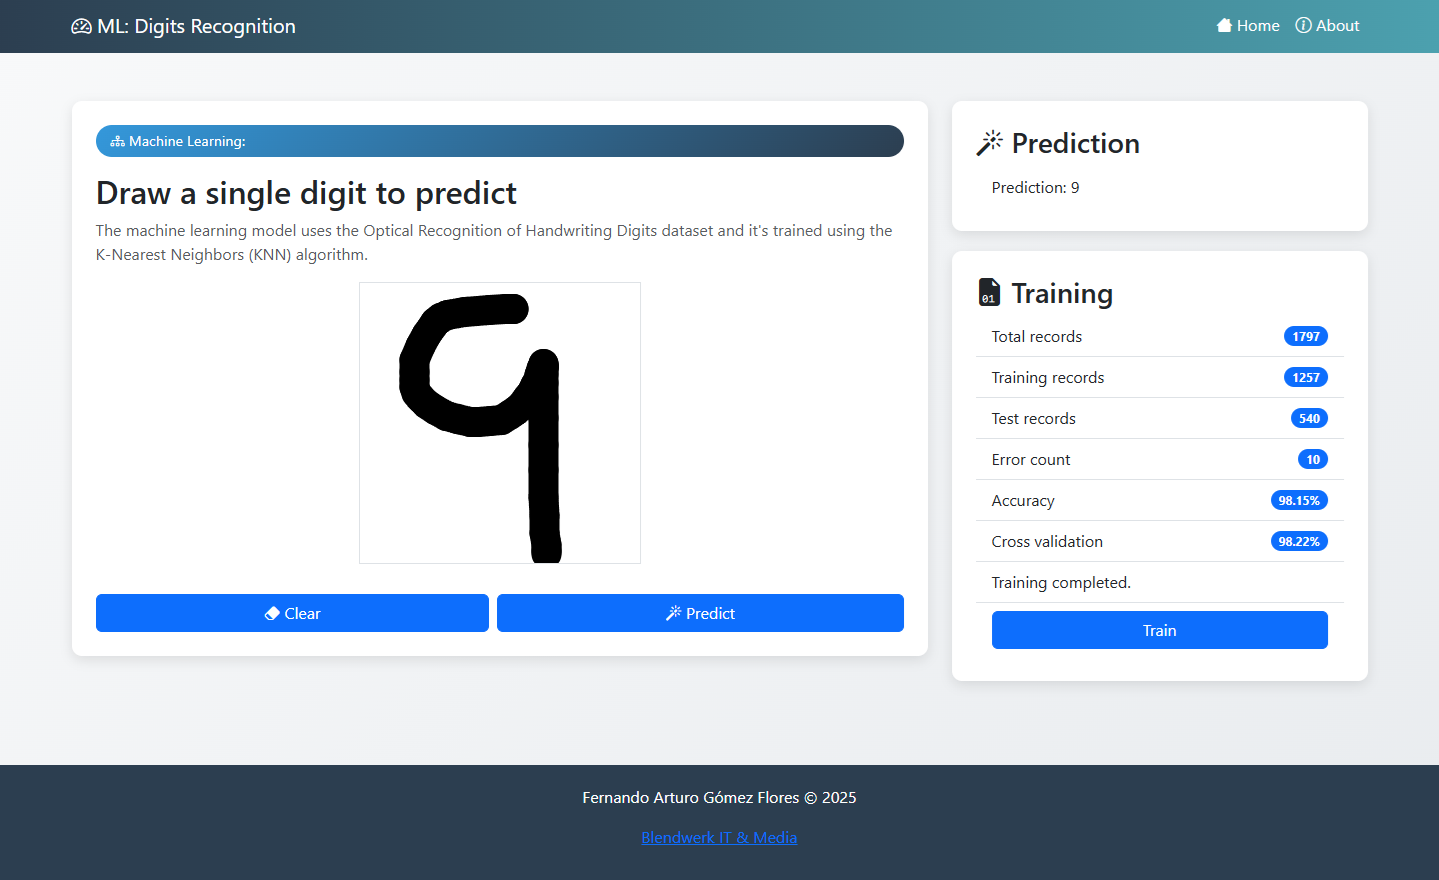 ML: Digits Recognition
Home
About
Machine Learning:
Draw a single digit to predict
The machine learning model uses the Optical Recognition of Handwriting Digits dataset and it's trained using the
K-Nearest Neighbors (KNN) algorithm.
9
Clear
Predict
Prediction
Prediction: 9
01 Training
Total records 1797
Training records 1257
Test records 540
Error count 10
Accuracy 98.15%
Cross validation 98.22%
Training completed.
Train
Fernando Arturo Gómez Flores © 2025
Blendwerk IT & Media